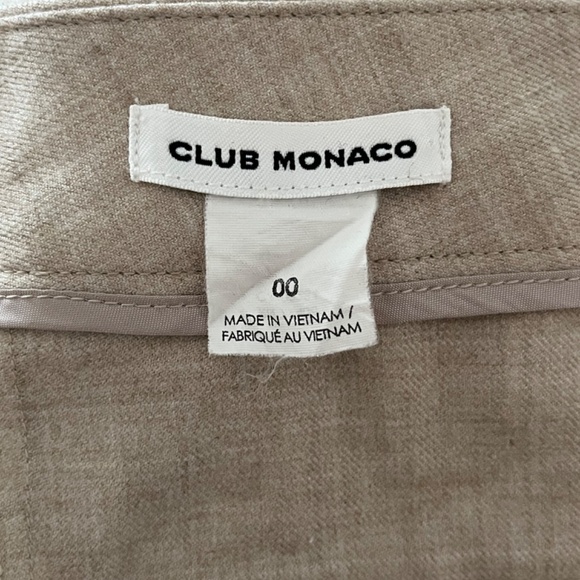 CLUB MONACO
00
MADE IN VIETNAM /
FABRIQUÉ AU VIETNAM